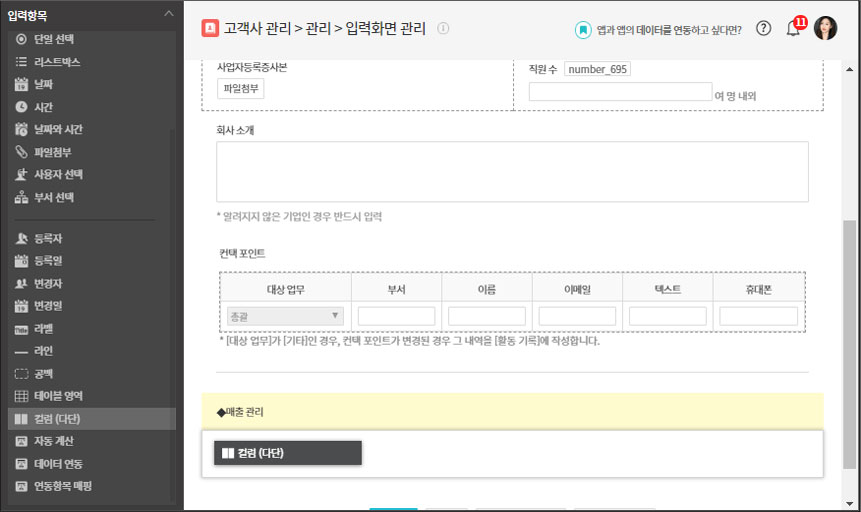 입력항목
단일 선택
리스트박스
날짜
시간
날짜와 시간
파일첨부
사용자 선택
부서 선택
등록자
등록일
변경자
변경일
Title 라벨
라인
공백
테이블 영역
컬럼 (다단)
자동 계산
데이터 연동
연동항목 매핑
고객사 관리 > 관리 > 입력화면 관리
앱과 앱의 데이터를 연동하고 싶다면?
11
사업자등록증사본
파일첨부
직원 수 number_695
여 명 내외
회사 소개
* 알려지지 않은 기업인 경우 반드시 입력
컨택 포인트
대상 업무 부서 이름 이메일 텍스트 휴대폰
총괄
* [대상 업무]가 [기타]인 경우, 컨택 포인트가 변경된 경우 그 내역을 [활동 기록]에 작성합니다.
◆매출 관리
컬럼 (다단)